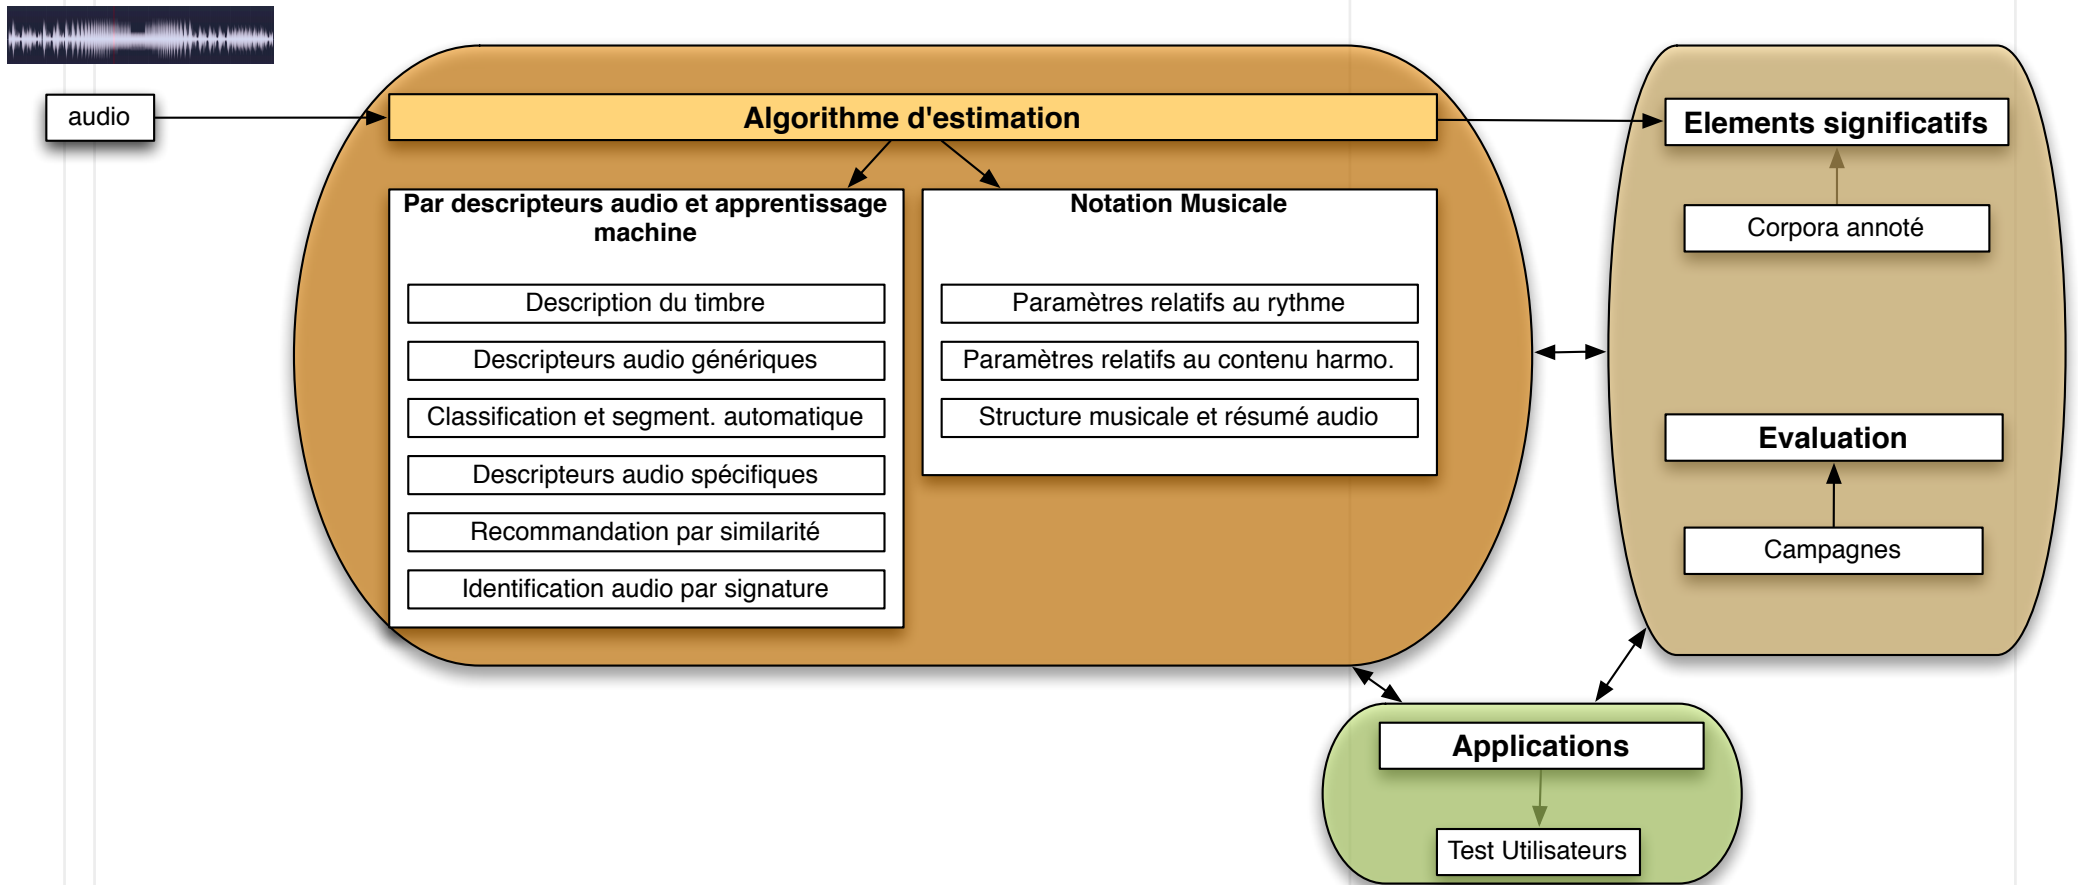 audio
Algorithme d'estimation
Par descripteurs audio et apprentissage
machine
Description du timbre
Descripteurs audio génériques
Classification et segment. automatique
Descripteurs audio spécifiques
Recommandation par similarité
Identification audio par signature
Notation Musicale
Paramètres relatifs au rythme
Paramètres relatifs au contenu harmo.
Structure musicale et résumé audio
Elements significatifs
Corpora annoté
Evaluation
Campagnes
Applications
Test Utilisateurs